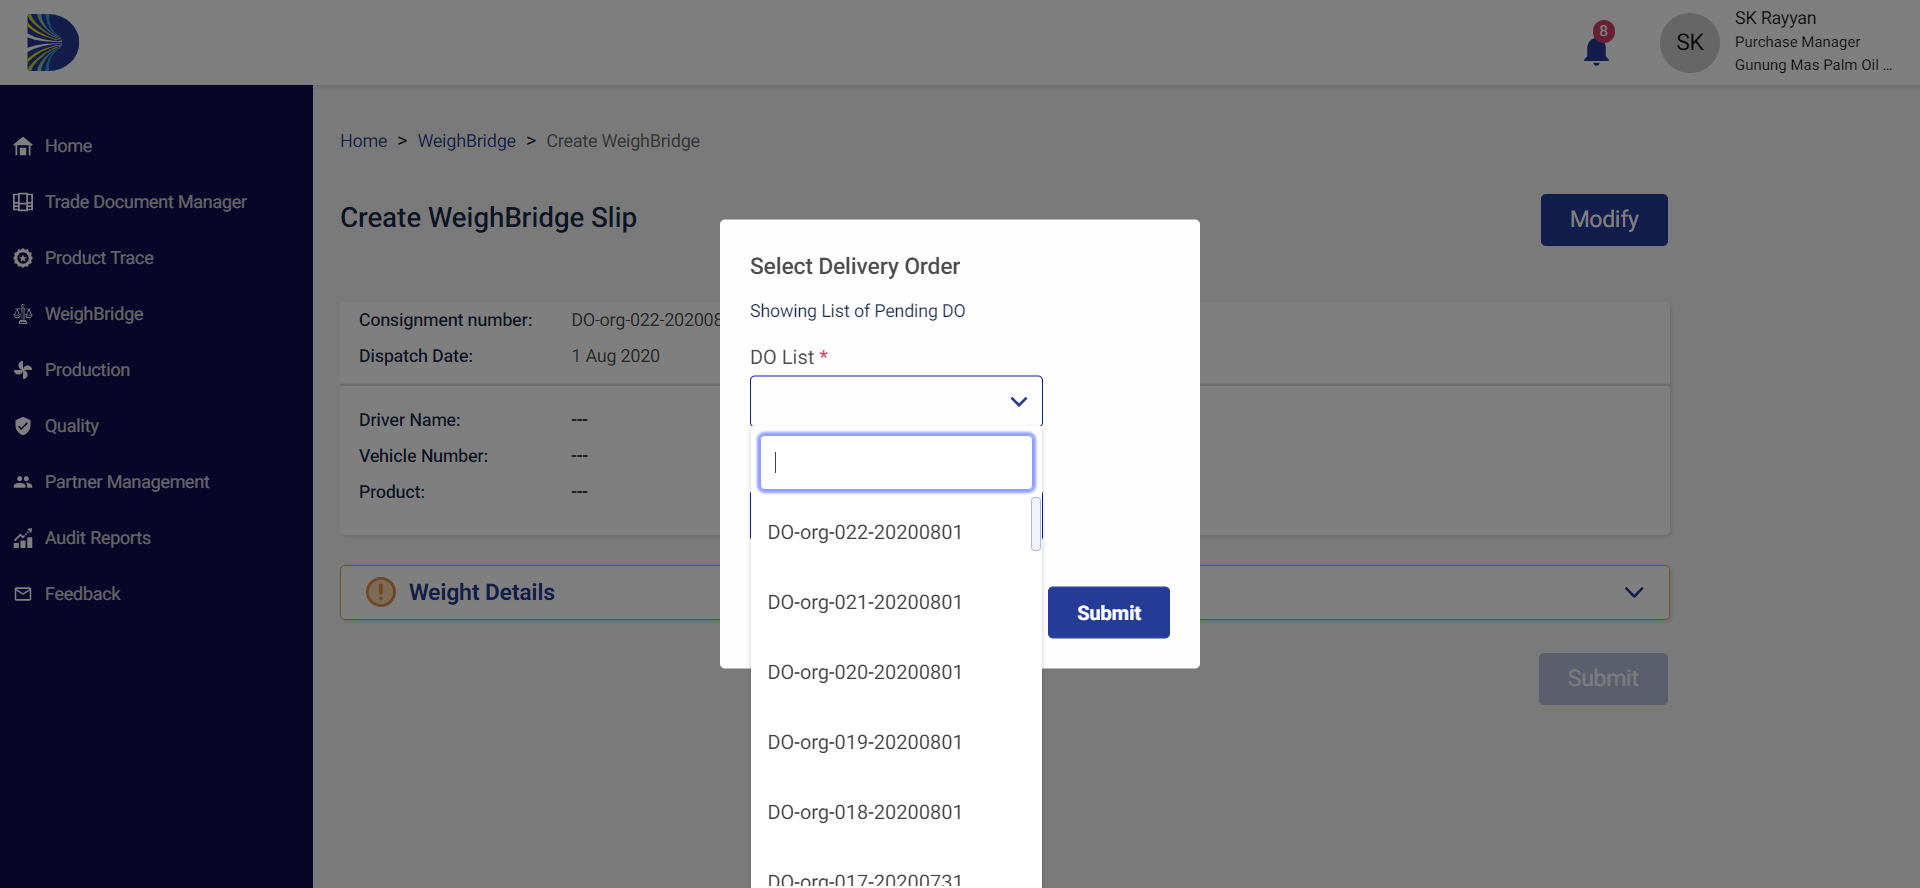 8
SK
SK Rayyan
Purchase Manager
Gunung Mas Palm Oil ...
Home
Trade Document Manager
Product Trace
WeighBridge
Production
Quality
Partner Management
Audit Reports
Feedback
Home > WeighBridge > Create WeighBridge
Create WeighBridge Slip
Modify
Consignment number: DO-org-022-202008
Dispatch Date: 1 Aug 2020
Driver Name: ---
Vehicle Number: ---
Product: ---
Weight Details
Submit
Select Delivery Order
Showing List of Pending DO
DO List *
DO-org-022-20200801
DO-org-021-20200801
DO-org-020-20200801
DO-org-019-20200801
DO-org-018-20200801
DO-org-017-20200731
Submit